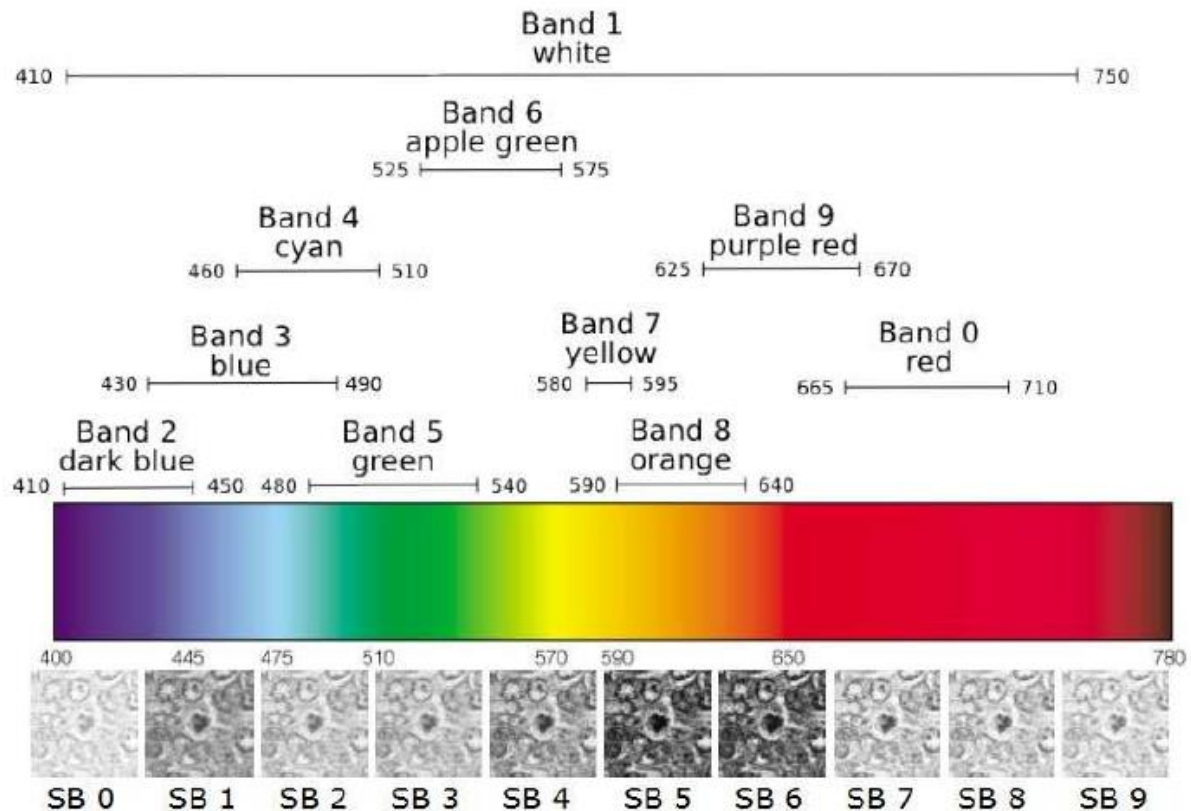 Band 1
white
410 750
Band 6
apple green
525 575
Band 4
cyan
460 510
Band 9
purple red
625 670
Band 3
blue
430 490
Band 7
yellow
580 595
Band 0
red
665 710
Band 2
dark blue
410 450
Band 5
green
480 540
Band 8
orange
590 640
400 445 475 510 570 590 650 780
SB 0 SB 1 SB 2 SB 3 SB 4 SB 5 SB 6 SB 7 SB 8 SB 9